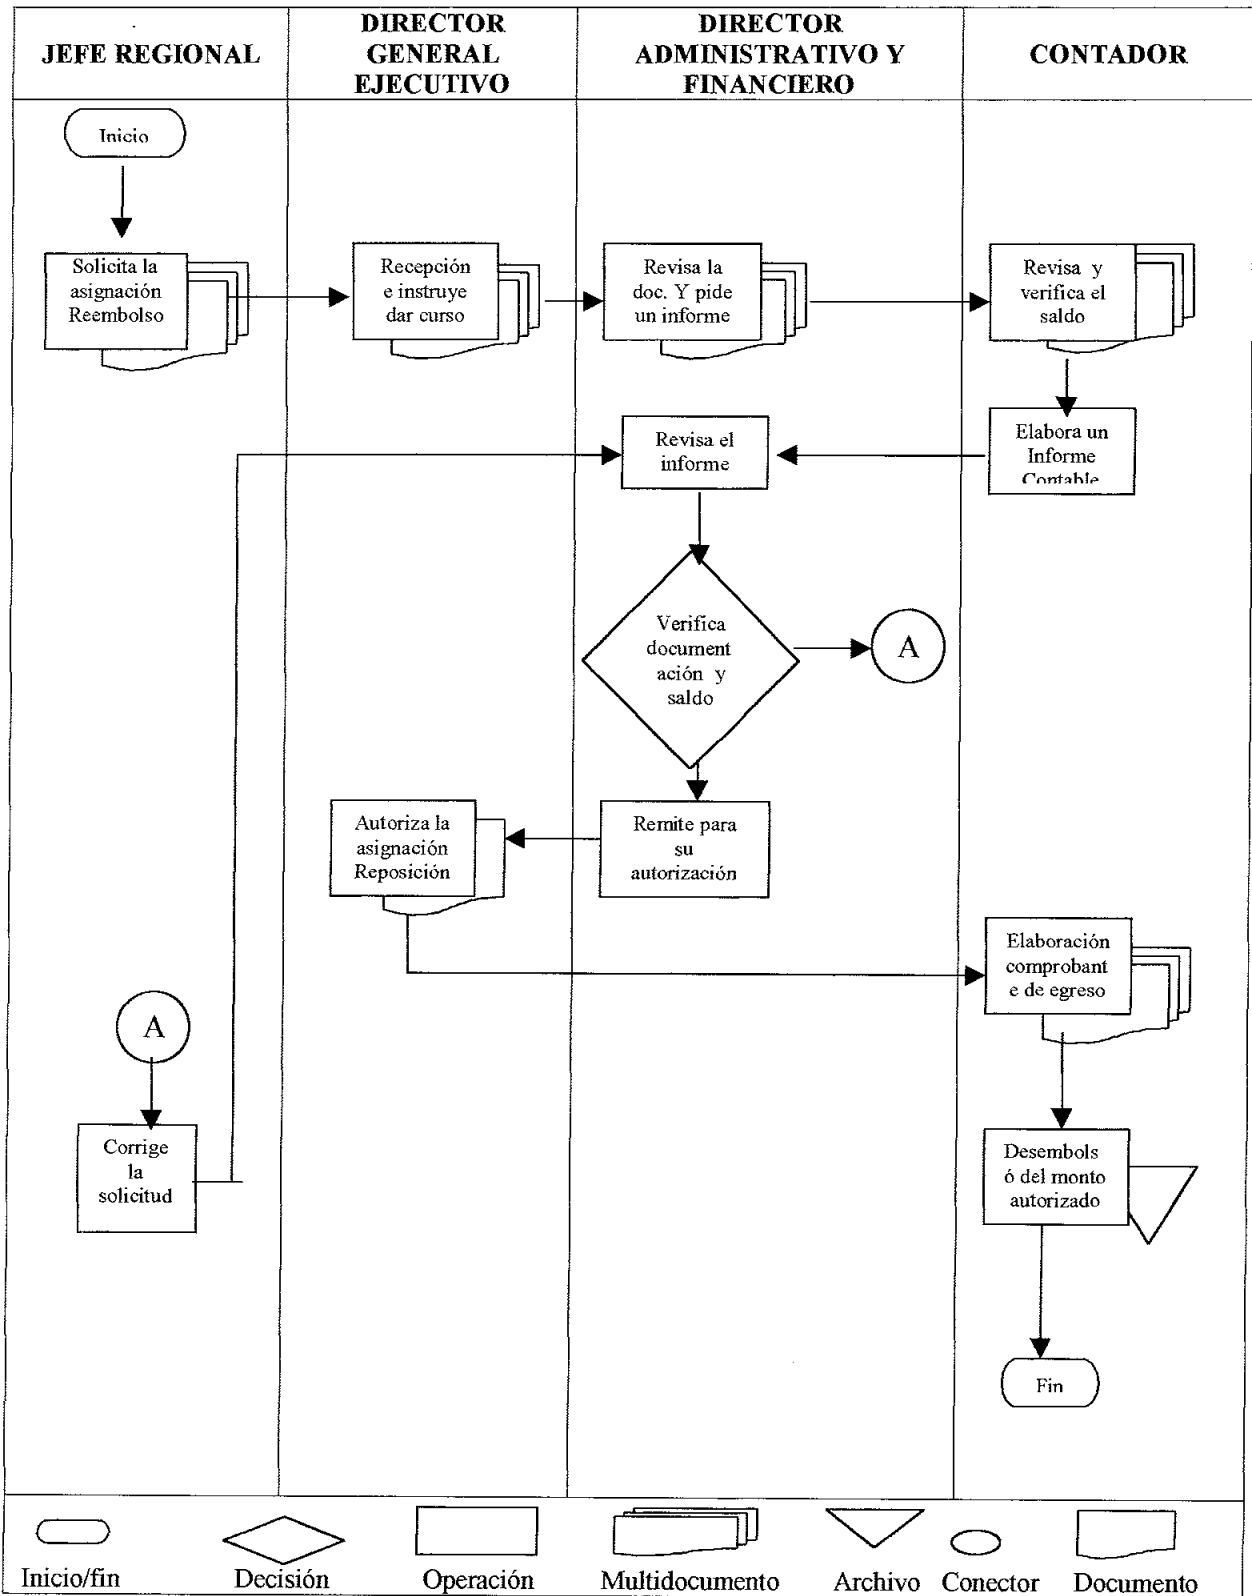 JEFE REGIONAL
DIRECTOR
GENERAL
EJECUTIVO
DIRECTOR
ADMINISTRATIVO Y
FINANCIERO
CONTADOR
Inicio
Solicita la
asignación
Reembolso
Recepción
e instruye
dar curso
Revisa la
doc. Y pide
un informe
Revisa y
verifica el
saldo
Revisa el
informe
Elabora un
Informe
Contable
Verifica
document
ación y
saldo
A
Autoriza la
asignación
Reposición
Remite para
su
autorización
Elaboración
comprobant
e de egreso
A
Corrige
la
solicitud
Desembols
ó del monto
autorizado
Fin
Inicio/fin
Decisión
Operación
Multidocumento
Archivo
Conector
Documento